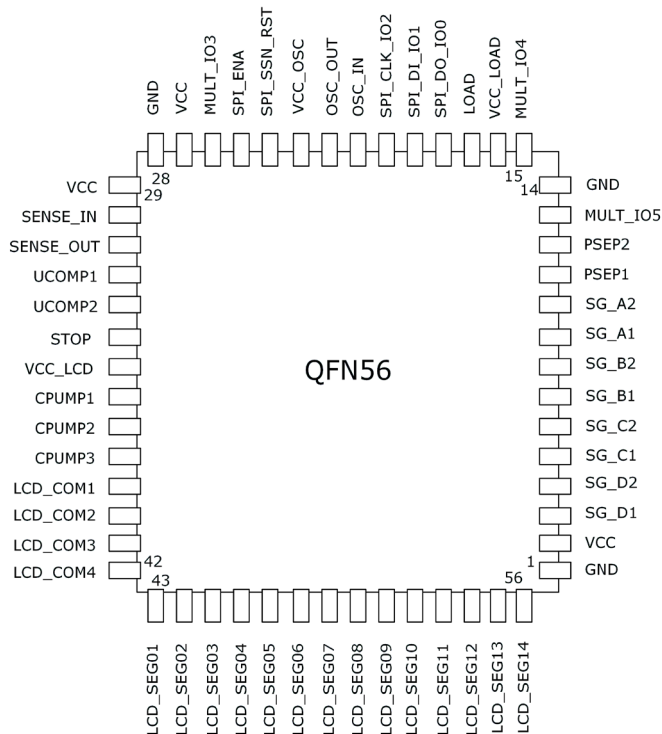 GND
VCC
MULT_IO3
SPI_ENA
SPI_SSN_RST
VCC_OSC
OSC_OUT
OSC_IN
SPI_CLK_IO2
SPI_DI_IO1
SPI_DO_IO0
LOAD
VCC_LOAD
MULT_IO4
28
15
29
14
VCC
SENSE_IN
SENSE_OUT
UCOMP1
UCOMP2
STOP
VCC_LCD
CPUMP1
CPUMP2
CPUMP3
LCD_COM1
LCD_COM2
LCD_COM3
LCD_COM4
QFN56
GND
MULT_IO5
PSEP2
PSEP1
SG_A2
SG_A1
SG_B2
SG_B1
SG_C2
SG_C1
SG_D2
SG_D1
VCC
GND
42
1
43
56
LCD_SEG01
LCD_SEG02
LCD_SEG03
LCD_SEG04
LCD_SEG05
LCD_SEG06
LCD_SEG07
LCD_SEG08
LCD_SEG09
LCD_SEG10
LCD_SEG11
LCD_SEG12
LCD_SEG13
LCD_SEG14